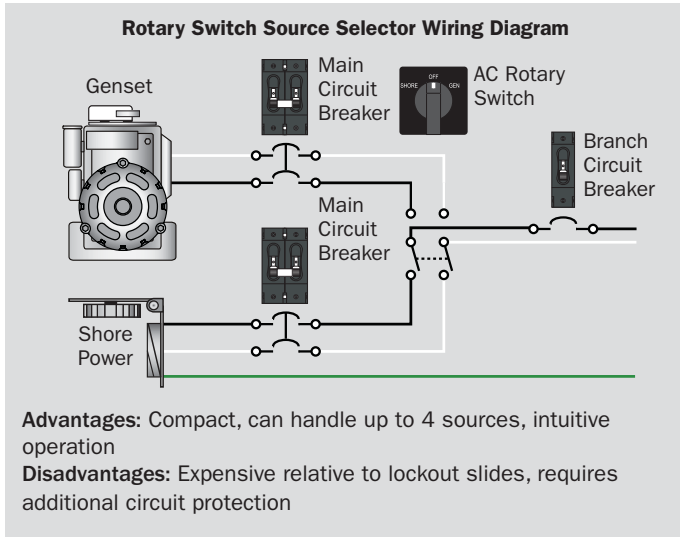 Rotary Switch Source Selector Wiring Diagram
Genset
Main
Circuit
Breaker
OFF
SHORE
GEN
AC Rotary
Switch
Branch
Circuit
Breaker
Main
Circuit
Breaker
Shore
Power
Advantages: Compact, can handle up to 4 sources, intuitive
operation
Disadvantages: Expensive relative to lockout slides, requires
additional circuit protection